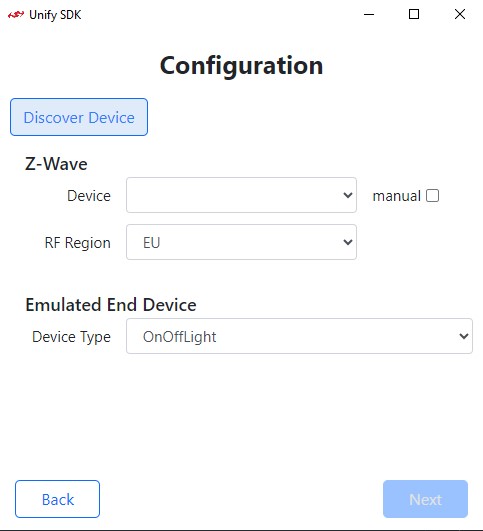 Unify SDK
Configuration
Discover Device
Z-Wave
Device manual
RF Region EU
Emulated End Device
Device Type OnOffLight
Back Next